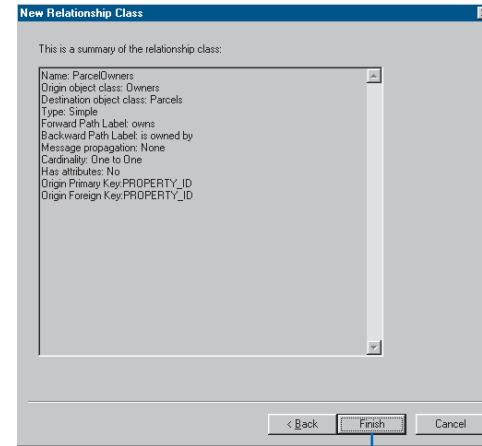 New Relationship Class
This is a summary of the relationship class:
Name: ParcelOwners
Origin object class: Owners
Destination object class: Parcels
Type: Simple
Forward Path Label: owns
Backward Path Label: is owned by
Message propagation: None
Cardinality: One to One
Has attributes: No
Origin Primary Key:PROPERTY_ID
Origin Foreign Key:PROPERTY_ID
< Back Finish Cancel